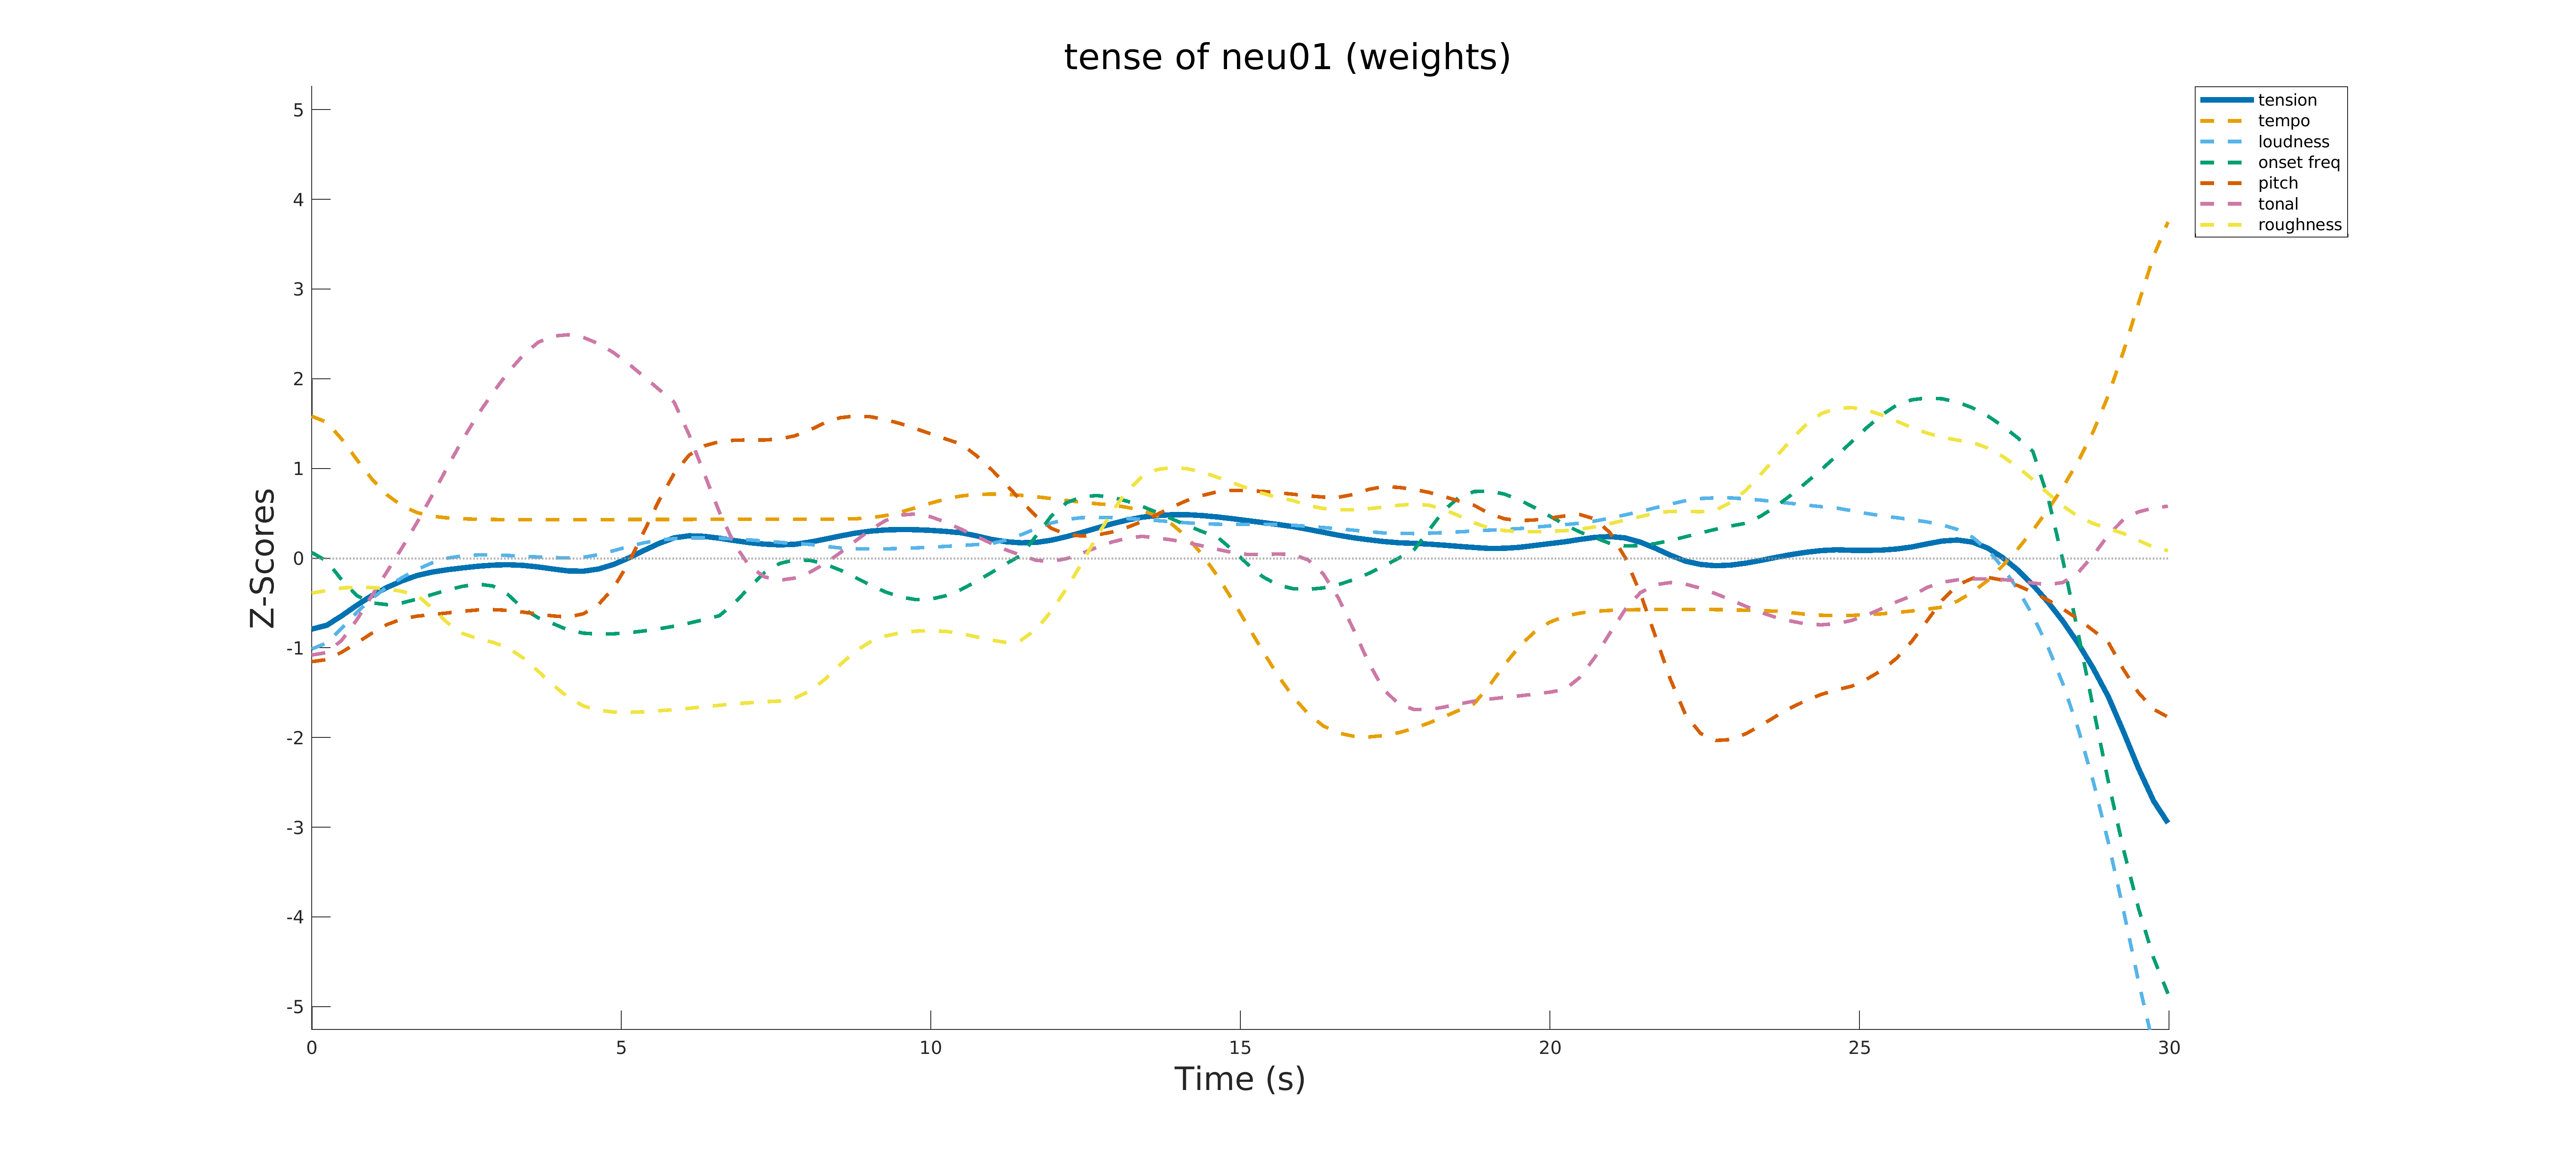 tense of neu01 (weights)
5
4
3
2
1
0
-1
-2
-3
-4
-5
Z-Scores
0
5
10
15
20
25
30
Time (s)
tension
tempo
loudness
onset freq
pitch
tonal
roughness